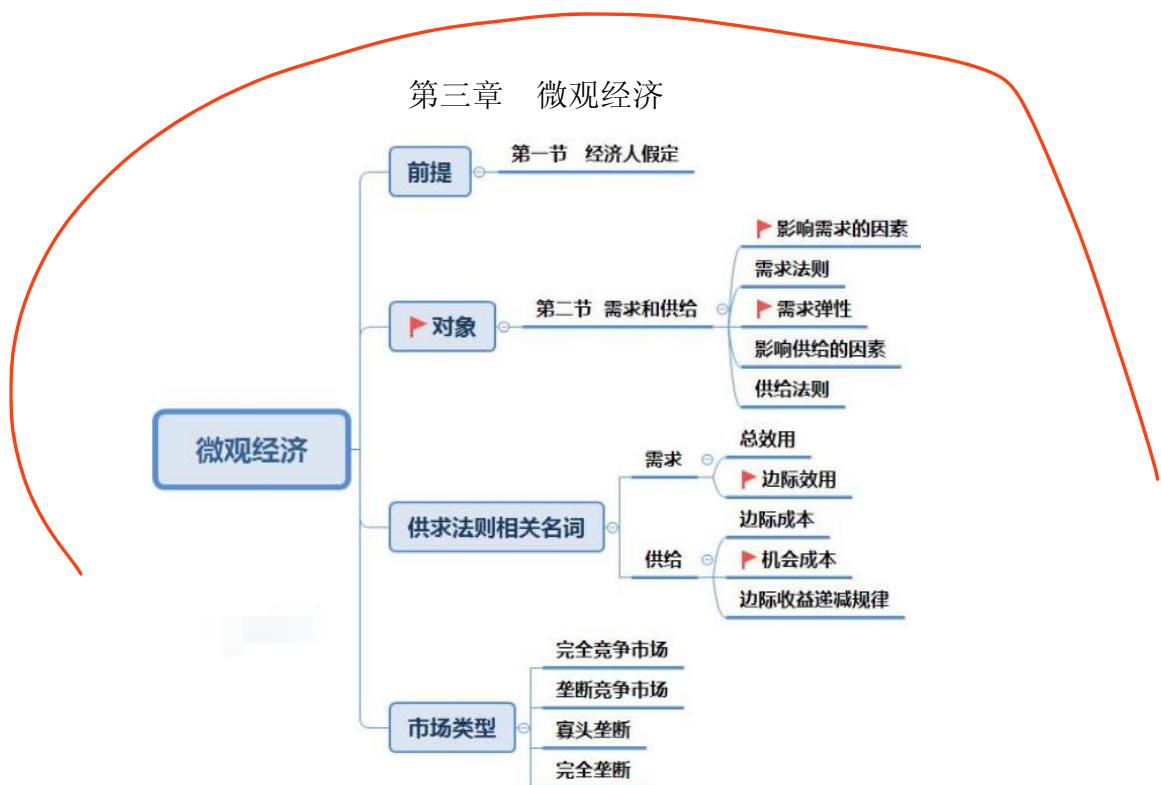 第三章　微观经济
前提
第一节　经济人假定
影响需求的因素
需求法则
对象
第二节 需求和供给
需求弹性
影响供给的因素
供给法则
微观经济
总效用
需求
边际效用
供求法则相关名词
边际成本
供给
机会成本
边际收益递减规律
完全竞争市场
垄断竞争市场
市场类型
寡头垄断
完全垄断